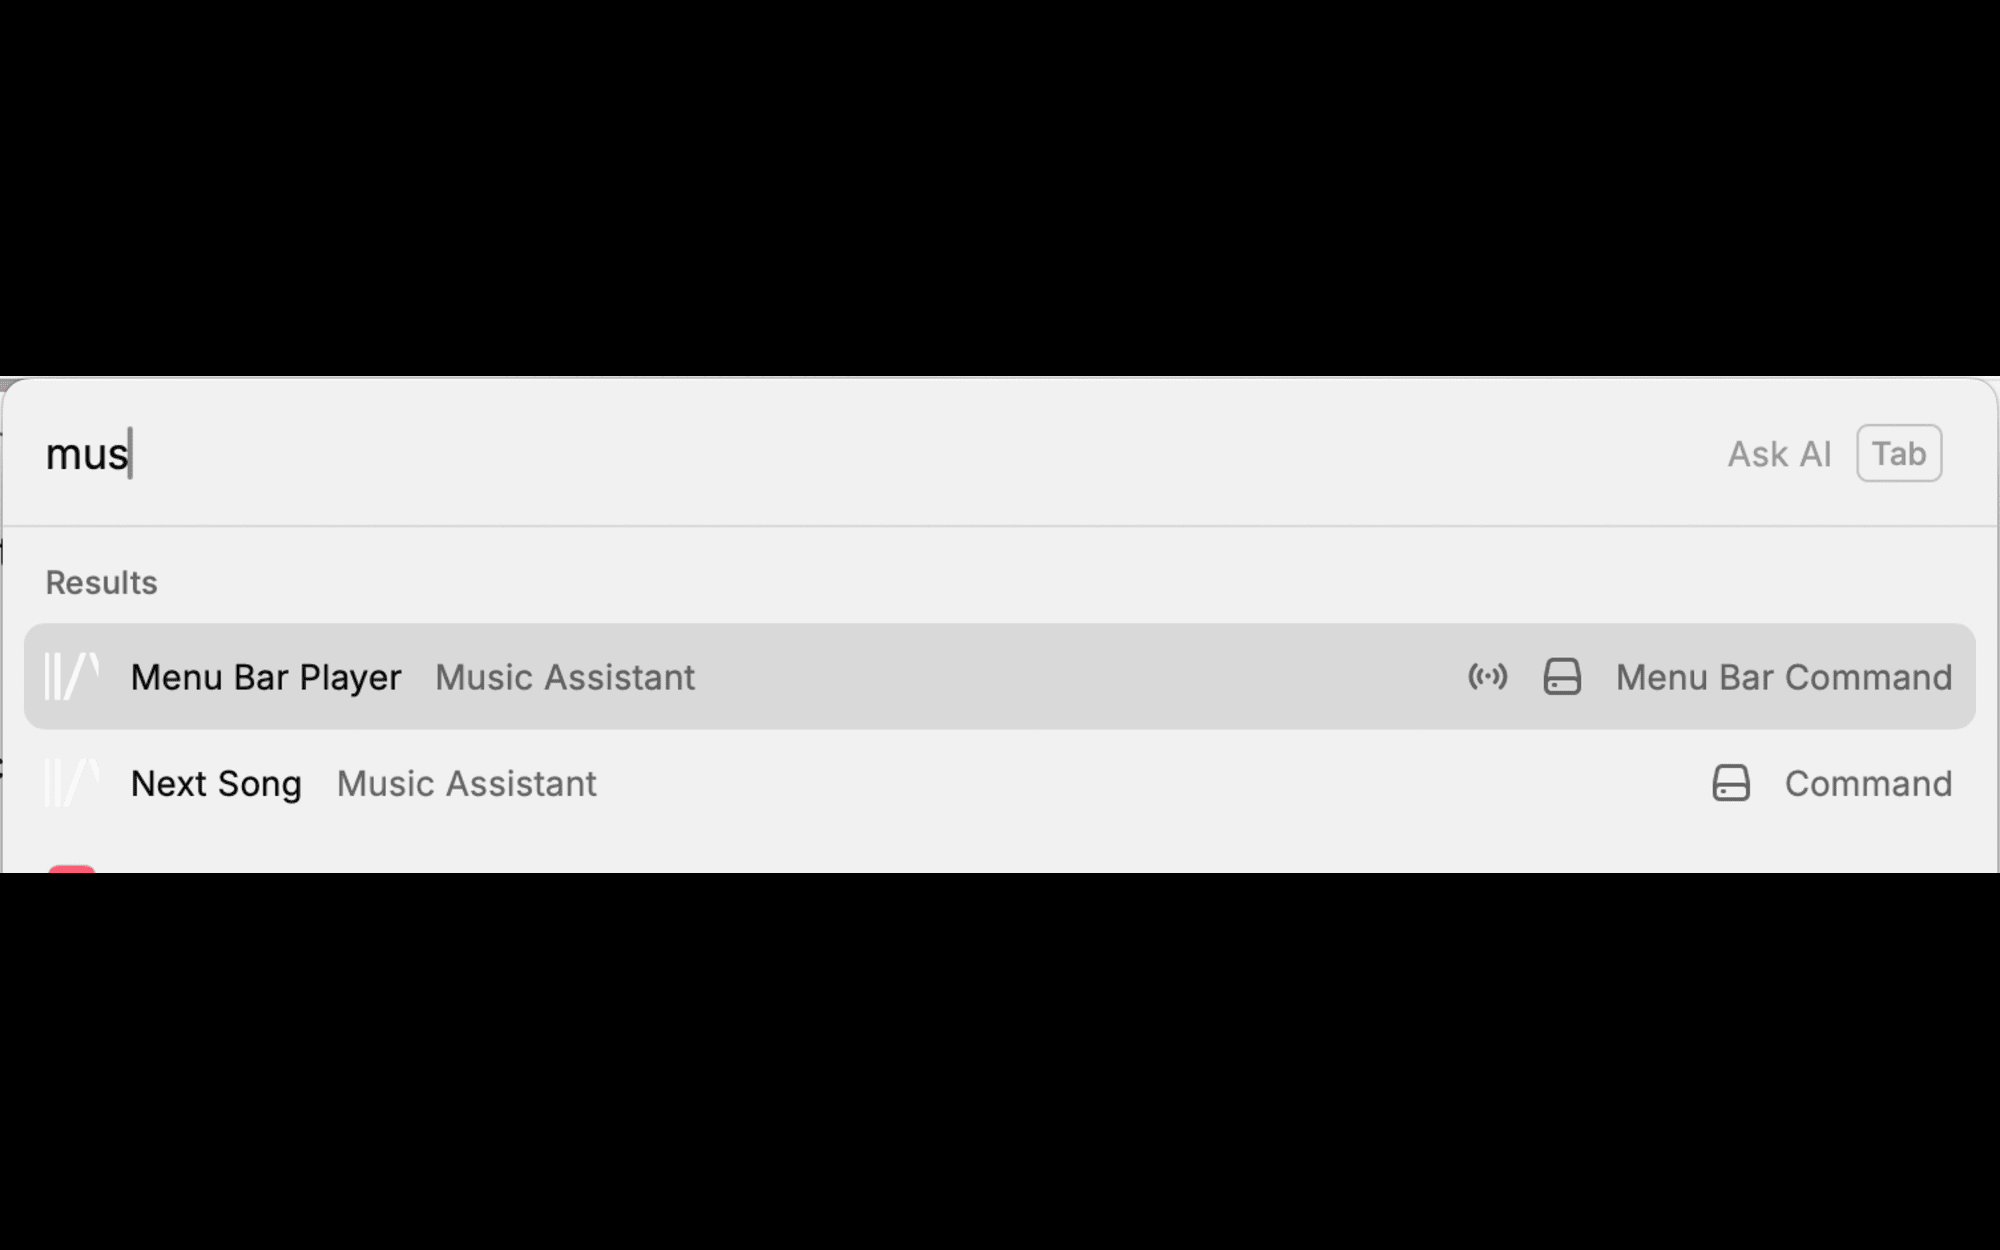 mus
Ask AI Tab
Results
Menu Bar Player Music Assistant Menu Bar Command
Next Song Music Assistant Command